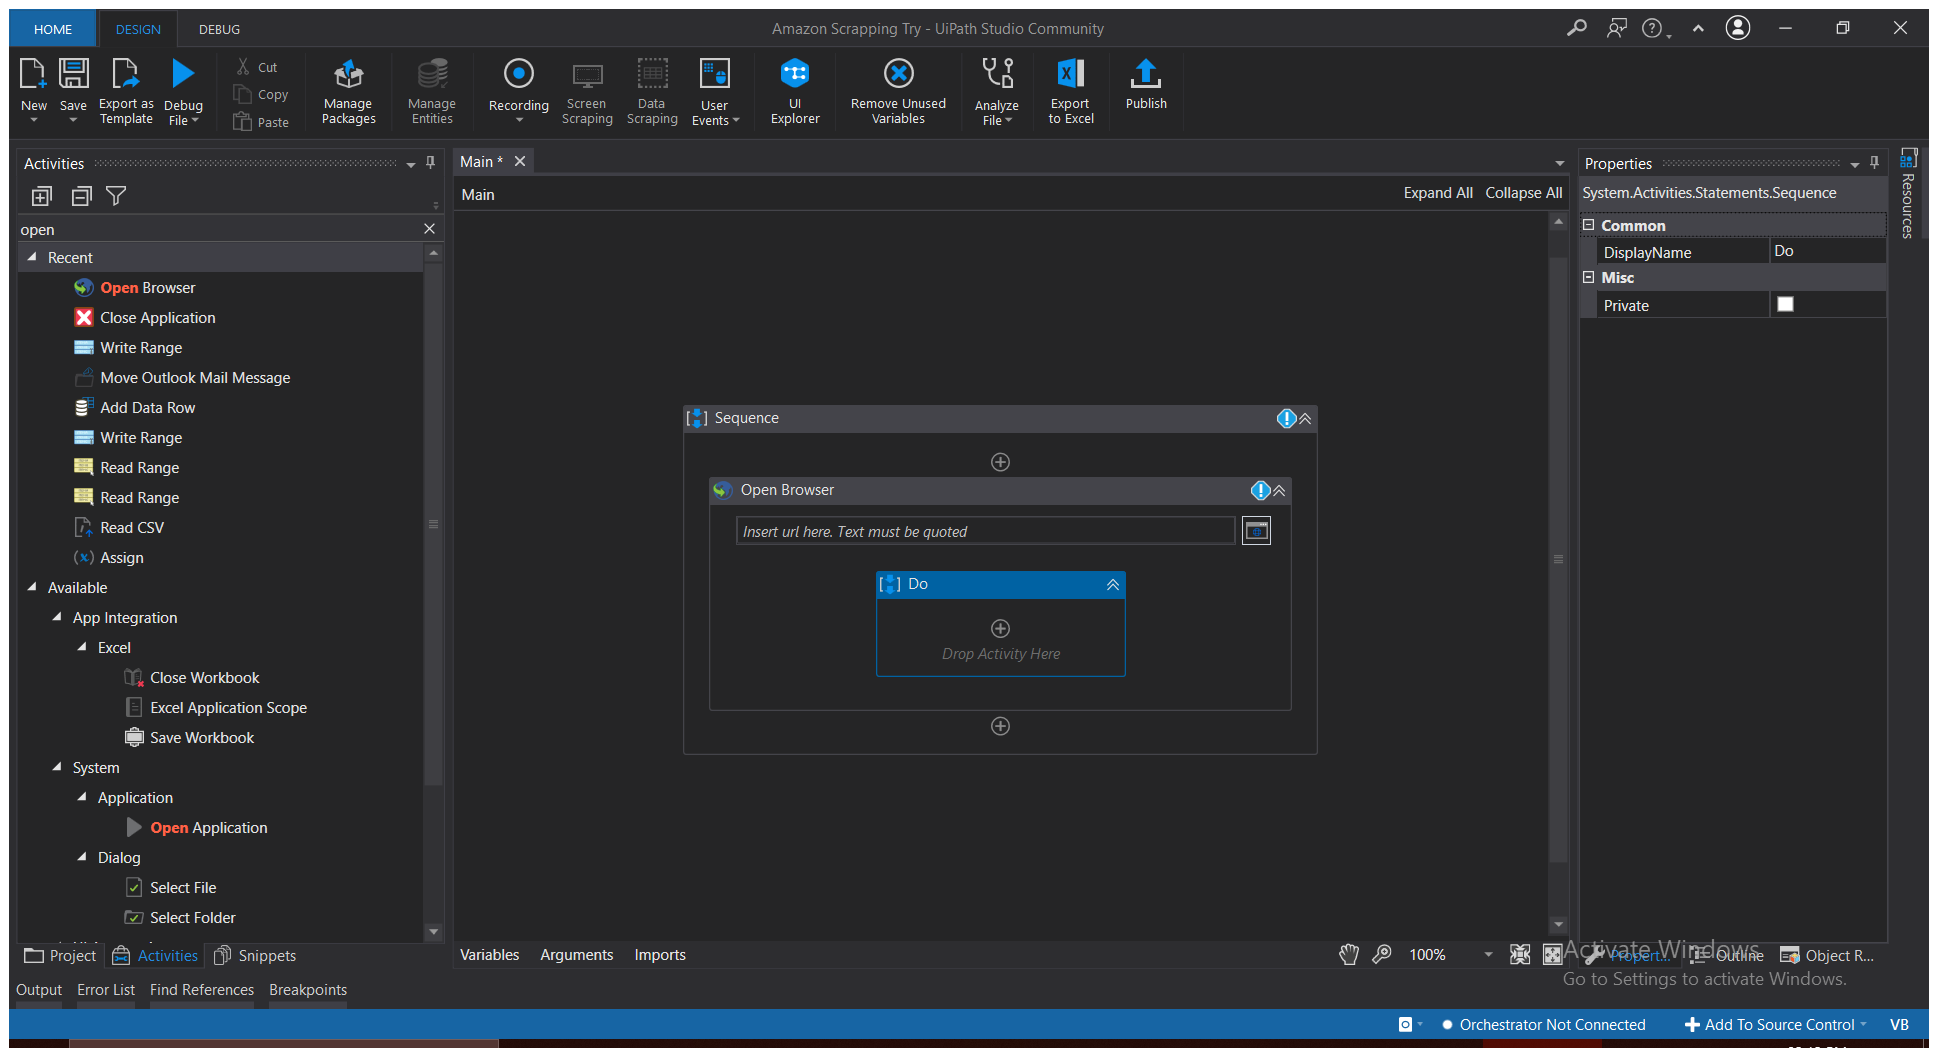 HOME DESIGN DEBUG Amazon Scrapping Try - UiPath Studio Community
New Save Export as Template Debug File Cut Copy Paste Manage Packages Manage Entities Recording Screen Scraping Data Scraping User Events UI Explorer Remove Unused Variables Analyze File Export to Excel Publish
Activities
open
Recent
Open Browser
Close Application
Write Range
Move Outlook Mail Message
Add Data Row
Write Range
Read Range
Read Range
Read CSV
Assign
Available
App Integration
Excel
Close Workbook
Excel Application Scope
Save Workbook
System
Application
Open Application
Dialog
Select File
Select Folder
Project Activities Snippets
Main *
Main Expand All Collapse All
Sequence
Open Browser
Insert url here. Text must be quoted
Do
Drop Activity Here
Variables Arguments Imports 100%
Properties
System.Activities.Statements.Sequence
Common
DisplayName Do
Misc
Private
Resources
Propert... Outline Object R...
Activate Windows
Go to Settings to activate Windows.
Output Error List Find References Breakpoints
Orchestrator Not Connected Add To Source Control VB